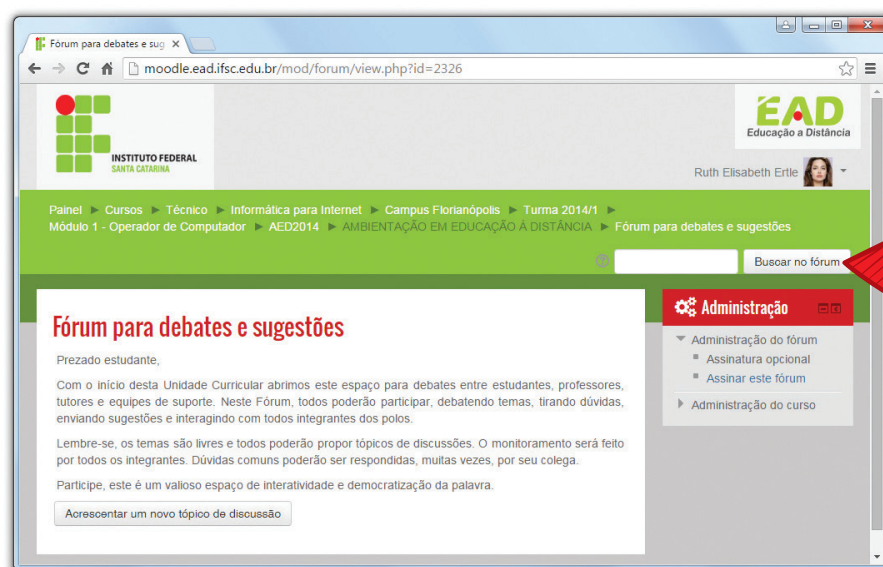 Fórum para debates e sug
moodle.ead.ifsc.edu.br/mod/forum/view.php?id=2326
INSTITUTO FEDERAL
SANTA CATARINA
EAD
Educação a Distância
Ruth Elisabeth Ertle
Painel ▶ Cursos ▶ Técnico ▶ Informática para Internet ▶ Campus Florianópolis ▶ Turma 2014/1 ▶
Módulo 1 - Operador de Computador ▶ AED2014 ▶ AMBIENTAÇÃO EM EDUCAÇÃO À DISTÂNCIA ▶ Fórum para debates e sugestões
Buscar no fórum
Fórum para debates e sugestões
Prezado estudante,
Com o início desta Unidade Curricular abrimos este espaço para debates entre estudantes, professores,
tutores e equipes de suporte. Neste Fórum, todos poderão participar, debatendo temas, tirando dúvidas,
enviando sugestões e interagindo com todos integrantes dos polos.
Lembre-se, os temas são livres e todos poderão propor tópicos de discussões. O monitoramento será feito
por todos os integrantes. Dúvidas comuns poderão ser respondidas, muitas vezes, por seu colega.
Participe, este é um valioso espaço de interatividade e democratização da palavra.
Acrescentar um novo tópico de discussão
Administração
Administração do fórum
Assinatura opcional
Assinar este fórum
Administração do curso